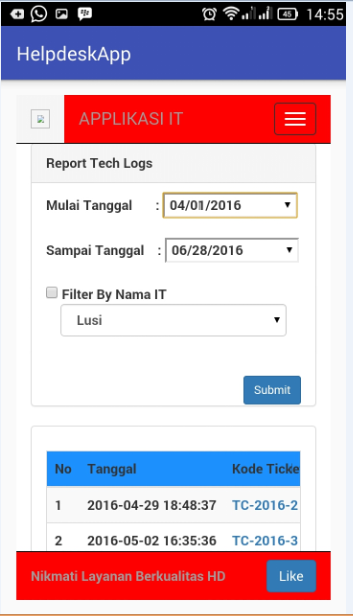 45 14:55
HelpdeskApp
APPLIKASI IT
Report Tech Logs
Mulai Tanggal : 04/01/2016
Sampai Tanggal : 06/28/2016
Filter By Nama IT
Lusi
Submit
No Tanggal Kode Ticke
1 2016-04-29 18:48:37 TC-2016-2
2 2016-05-02 16:35:36 TC-2016-3
Nikmati Layanan Berkualitas HD Like